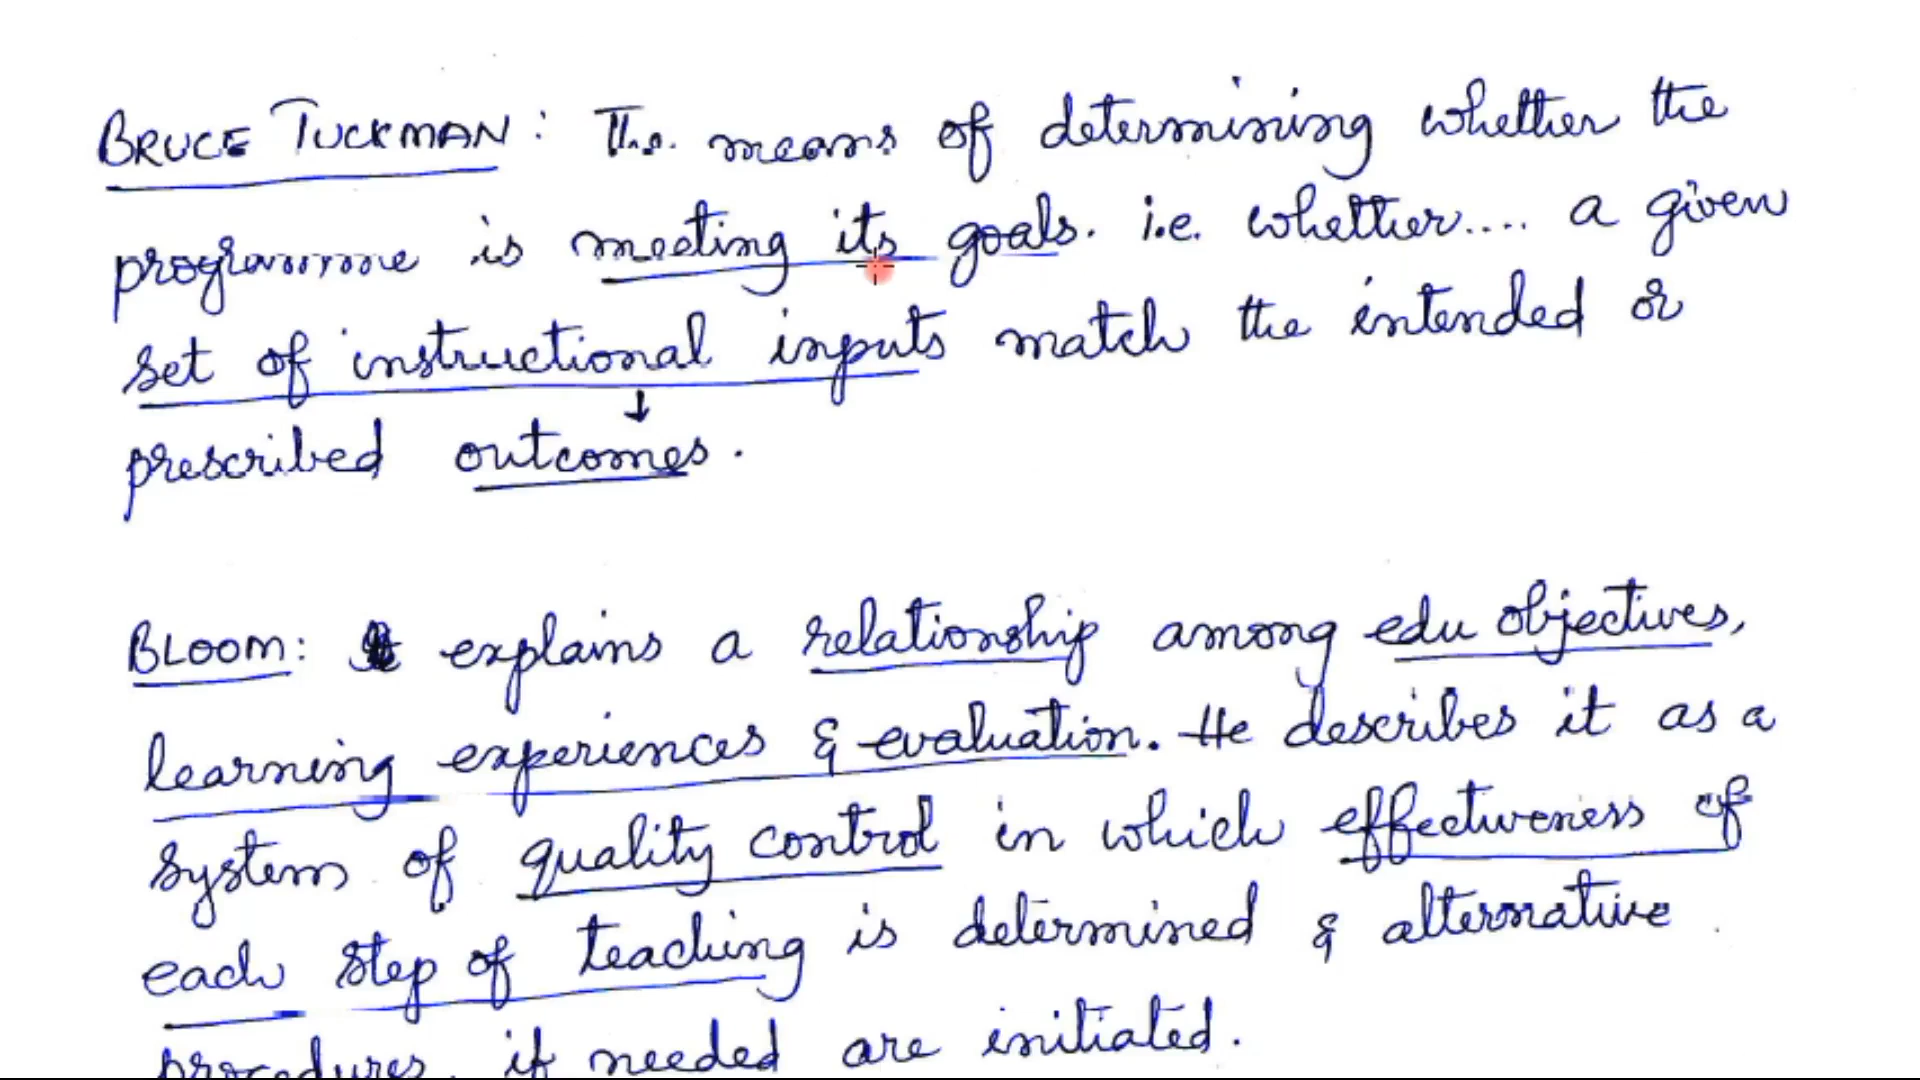 BRUCE TUCKMAN: The means of determining whether the
programme is meeting its goals. i.e. whether.... a given
set of instructional inputs match the intended or
prescribed outcomes.
BLOOM: explains a relationship among edu objectives,
learning experiences & evaluation. He describes it as a
system of quality control in which effectiveness of
each step of teaching is determined & alternative
procedures, if needed are initiated.